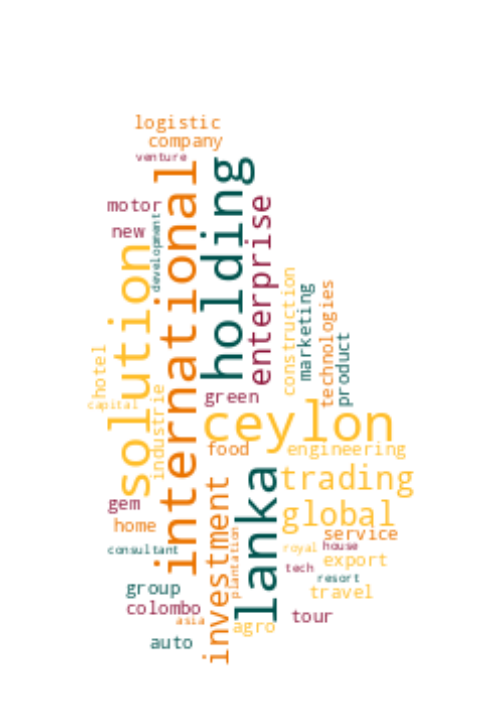 logistic
company
venture
international
holding
motor
enterprise
new
development
solution
construction
marketing
technologies
product
hotel
capital
industrie
green
ceylon
food
engineering
lanka
trading
investment
gem
global
home
service
plantation
consultant
royal
house
export
tech
resort
group
travel
colombo
tour
asia
agro
auto